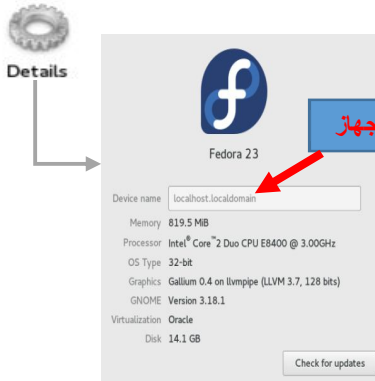 Details
Fedora 23
جهاز
Device name localhost.localdomain
Memory 819.5 MiB
Processor Intel® Core™2 Duo CPU E8400 @ 3.00GHz
OS Type 32-bit
Graphics Gallium 0.4 on llvmpipe (LLVM 3.7, 128 bits)
GNOME Version 3.18.1
Virtualization Oracle
Disk 14.1 GB
Check for updates